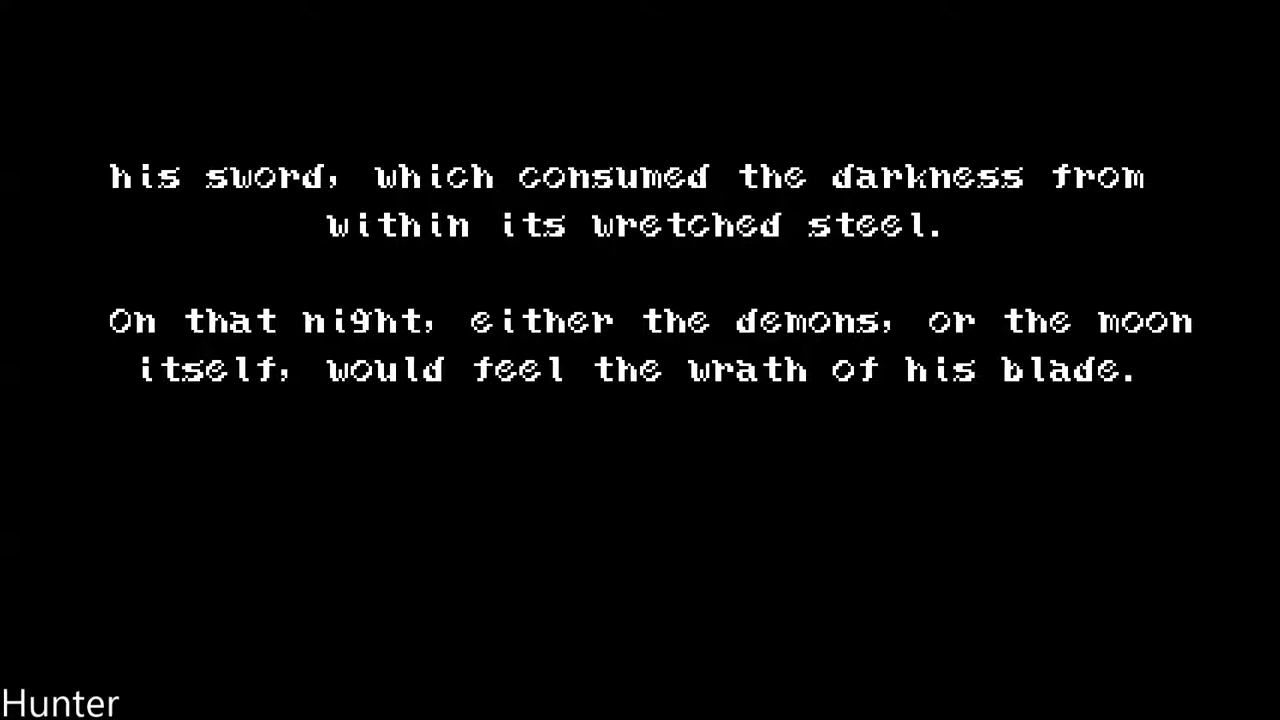 his sword, which consumed the darkness from
within its wretched steel.
On that night, either the demons, or the moon
itself, would feel the wrath of his blade.
Hunter